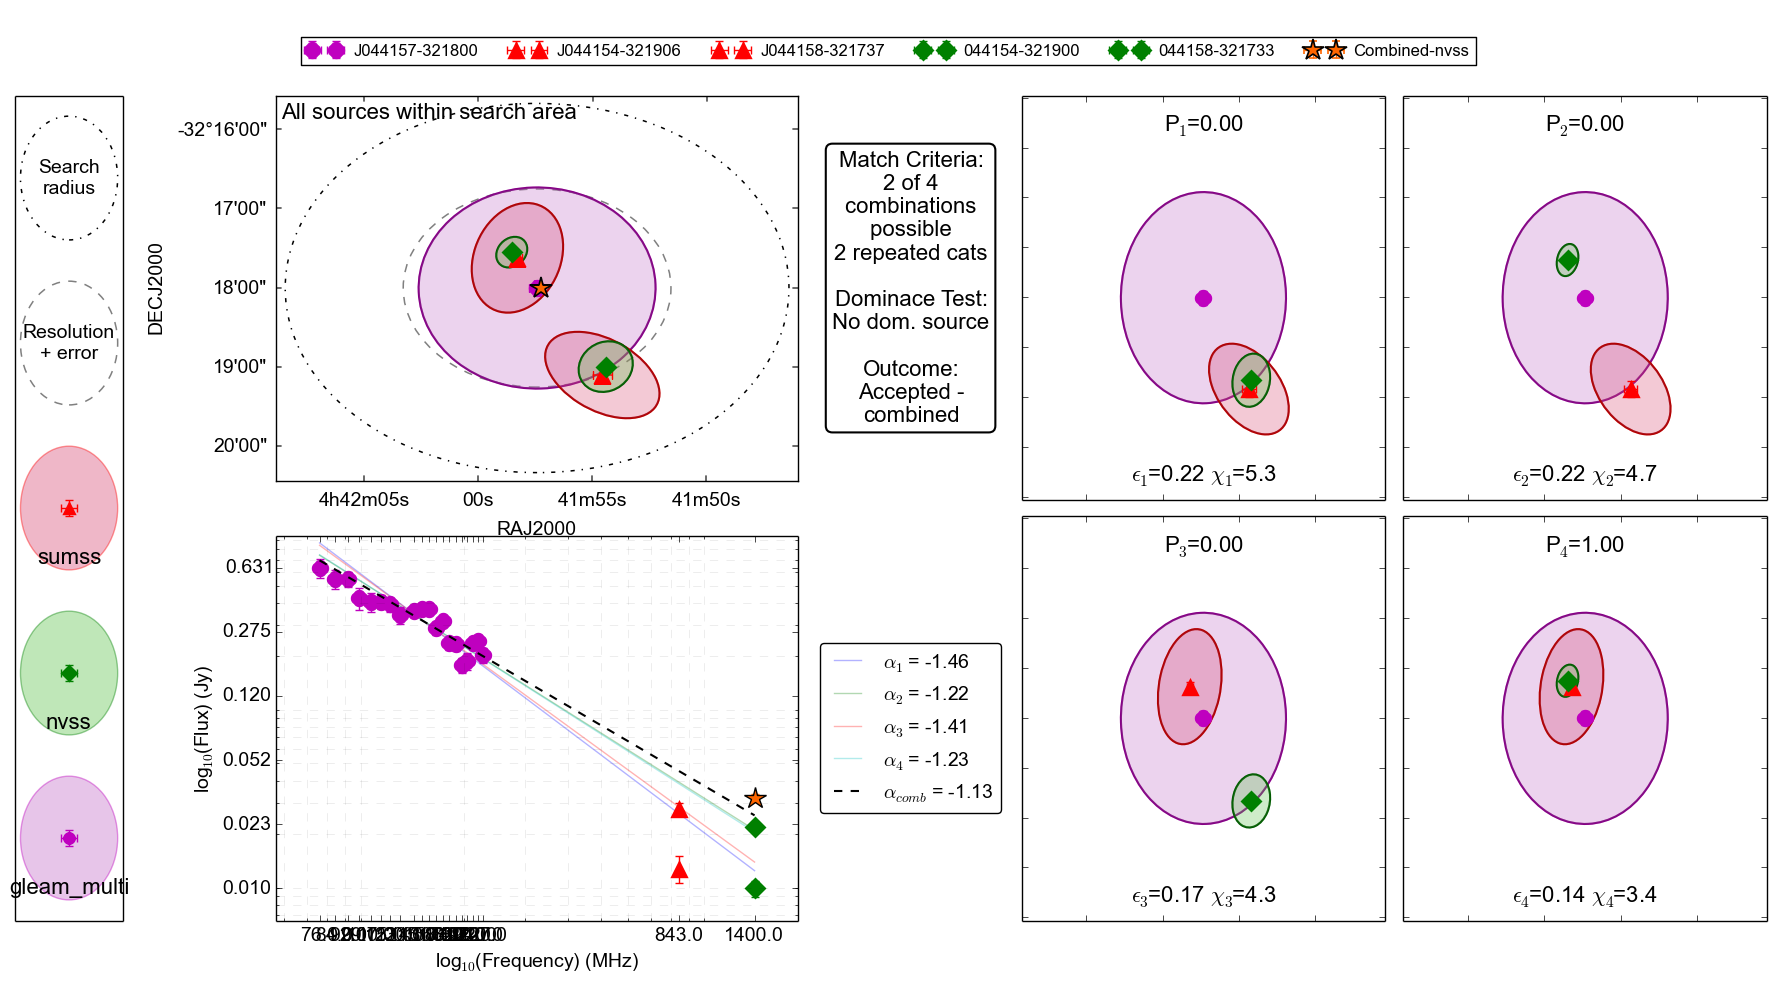 J044157-321800 J044154-321906 J044158-321737 044154-321900 044158-321733 Combined-nvss
Search
radius
Resolution
+ error
sumss
nvss
gleam_multi
All sources within search area
DECJ2000
-32°16'00"
17'00"
18'00"
19'00"
20'00"
4h42m05s 00s 41m55s 41m50s
RAJ2000
Match Criteria:
2 of 4
combinations
possible
2 repeated cats
Dominace Test:
No dom. source
Outcome:
Accepted -
combined
P1=0.00
ϵ1=0.22 χ1=5.3
P2=0.00
ϵ2=0.22 χ2=4.7
log10(Flux) (Jy)
0.631
0.275
0.120
0.052
0.023
0.010
843.0 1400.0
log10(Frequency) (MHz)
α1 = -1.46
α2 = -1.22
α3 = -1.41
α4 = -1.23
αcomb = -1.13
P3=0.00
ϵ3=0.17 χ3=4.3
P4=1.00
ϵ4=0.14 χ4=3.4